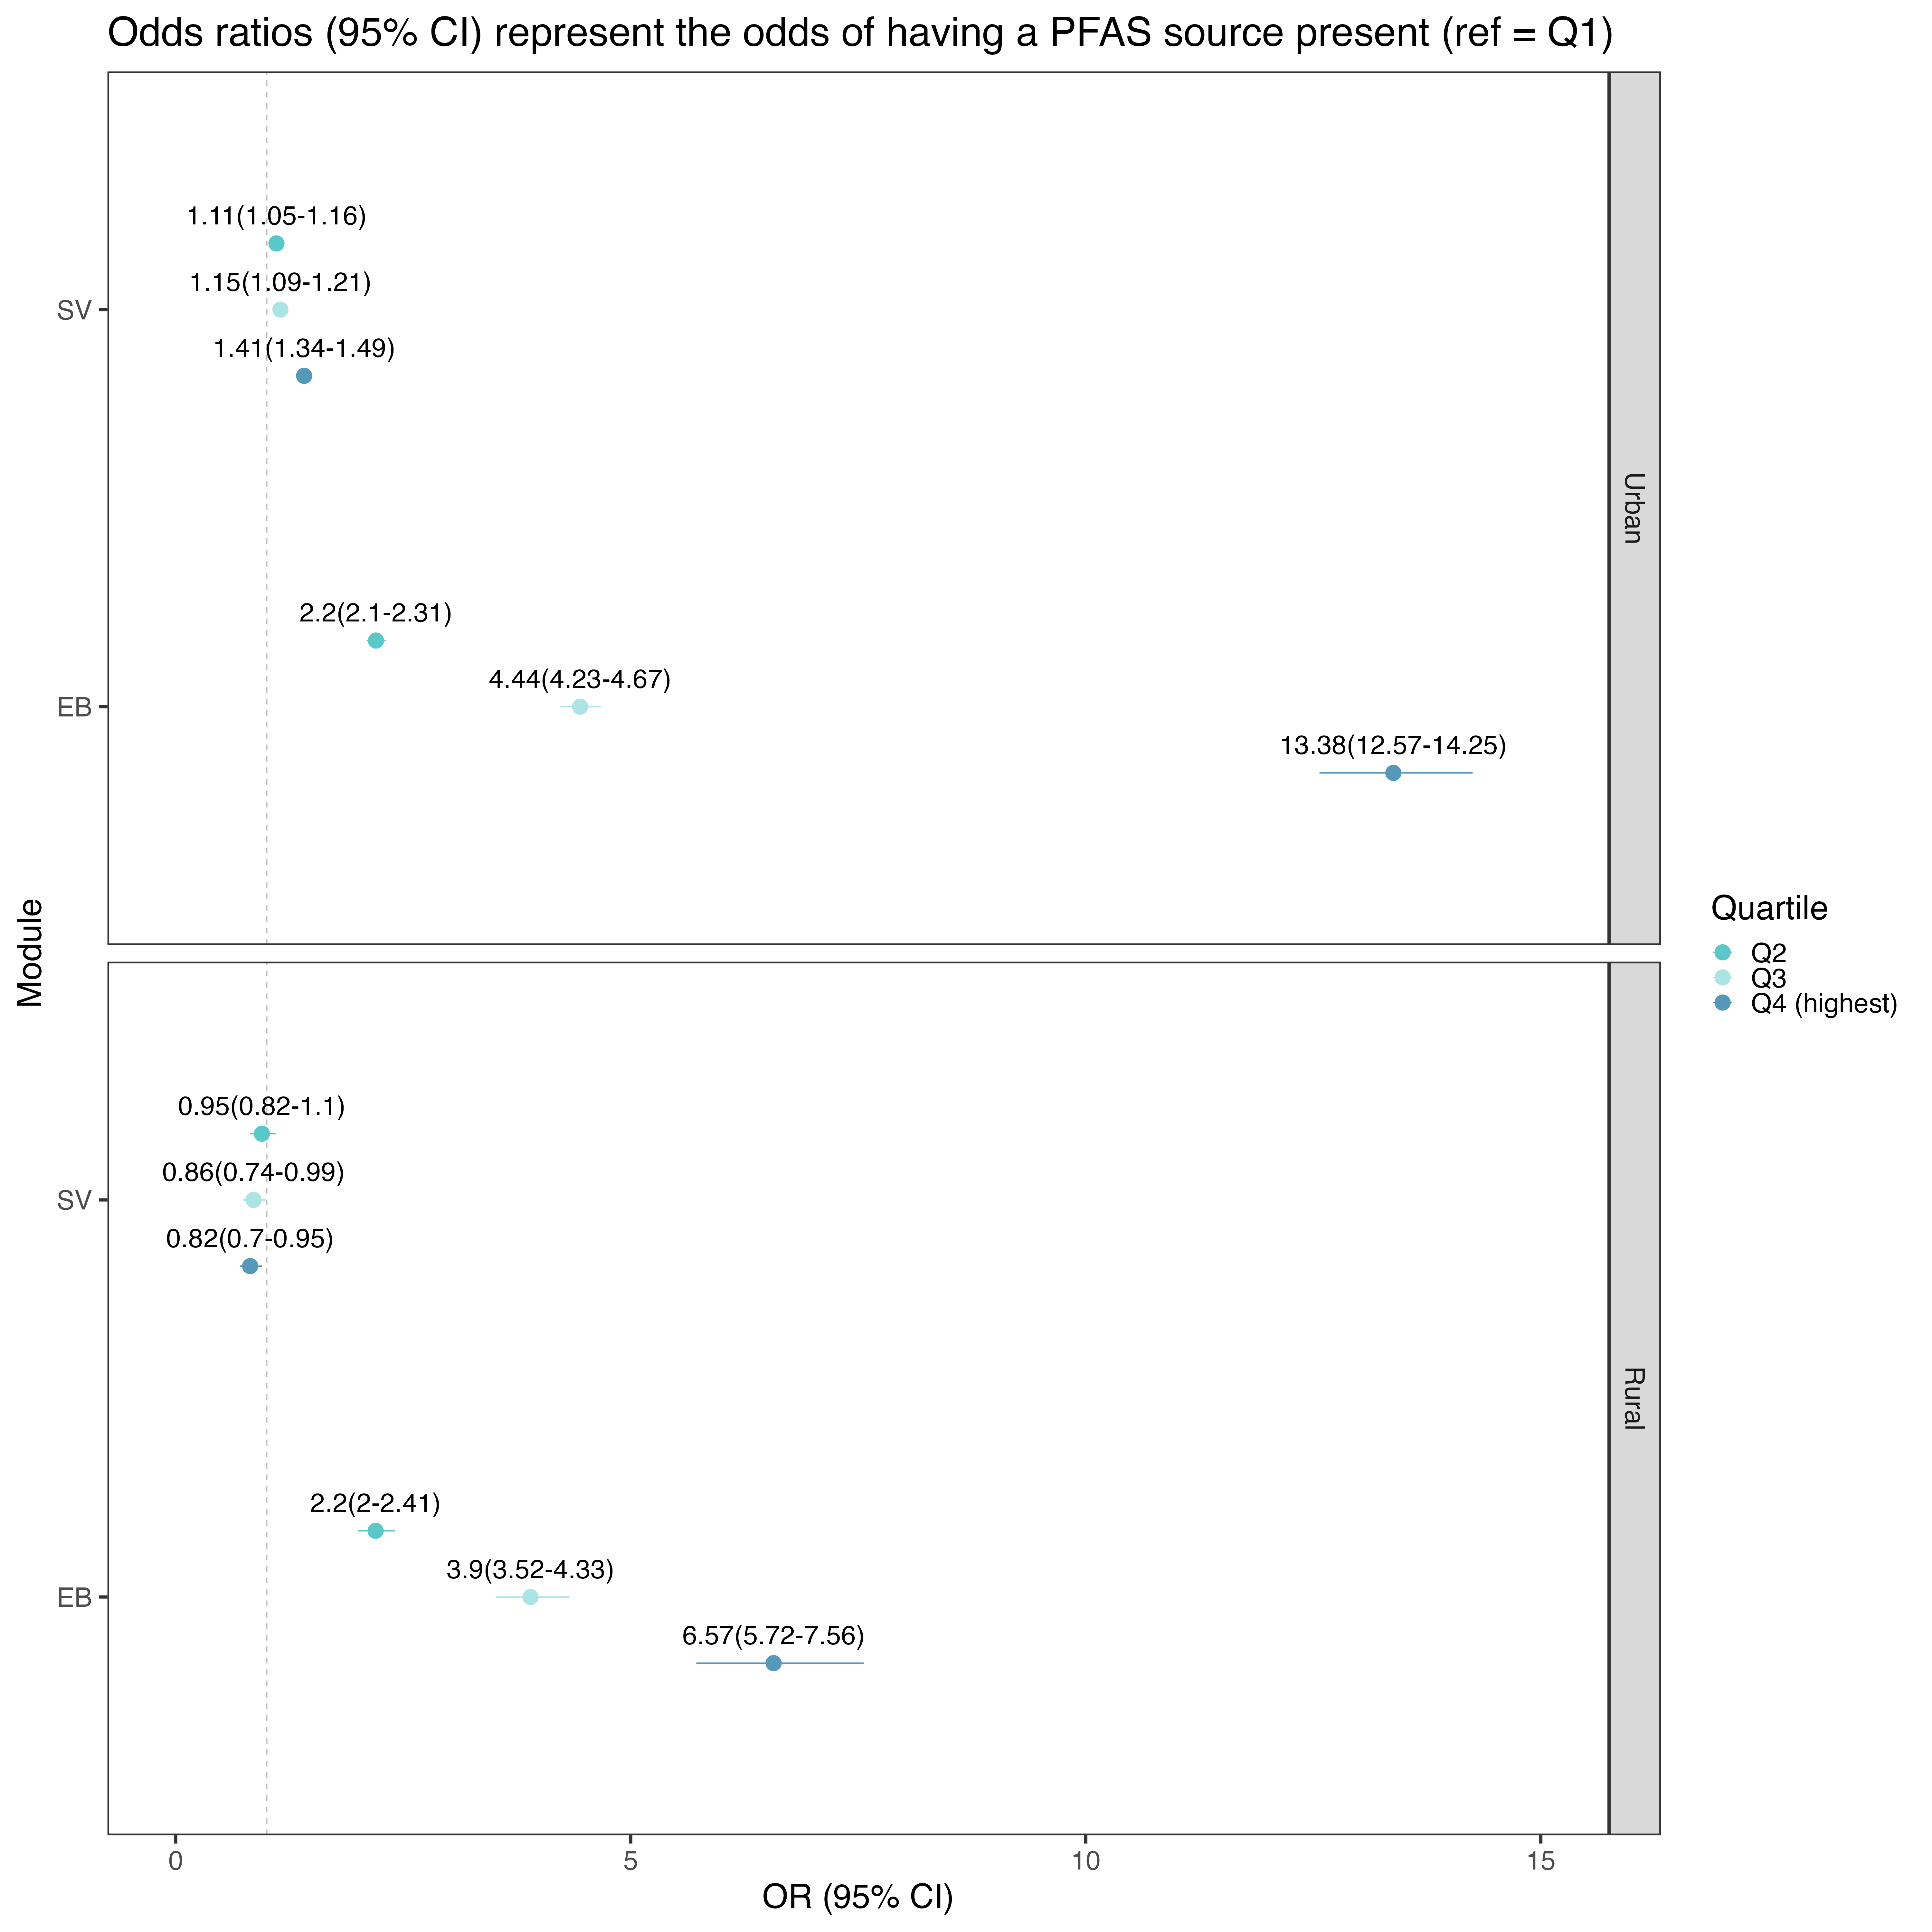 Odds ratios (95% CI) represent the odds of having a PFAS source present (ref = Q1)
Urban
1.11(1.05-1.16)
1.15(1.09-1.21)
SV
1.41(1.34-1.49)
2.2(2.1-2.31)
4.44(4.23-4.67)
EB
13.38(12.57-14.25)
Module
Rural
0.95(0.82-1.1)
0.86(0.74-0.99)
SV
0.82(0.7-0.95)
2.2(2-2.41)
3.9(3.52-4.33)
EB
6.57(5.72-7.56)
0 5 10 15
OR (95% CI)
Quartile
Q2
Q3
Q4 (highest)